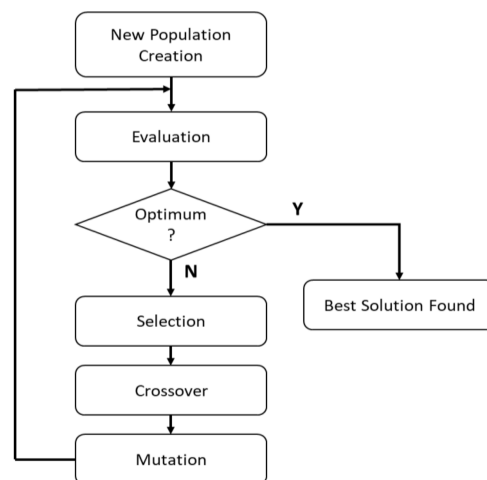 New Population
Creation
Evaluation
Optimum
?
Y
N
Best Solution Found
Selection
Crossover
Mutation